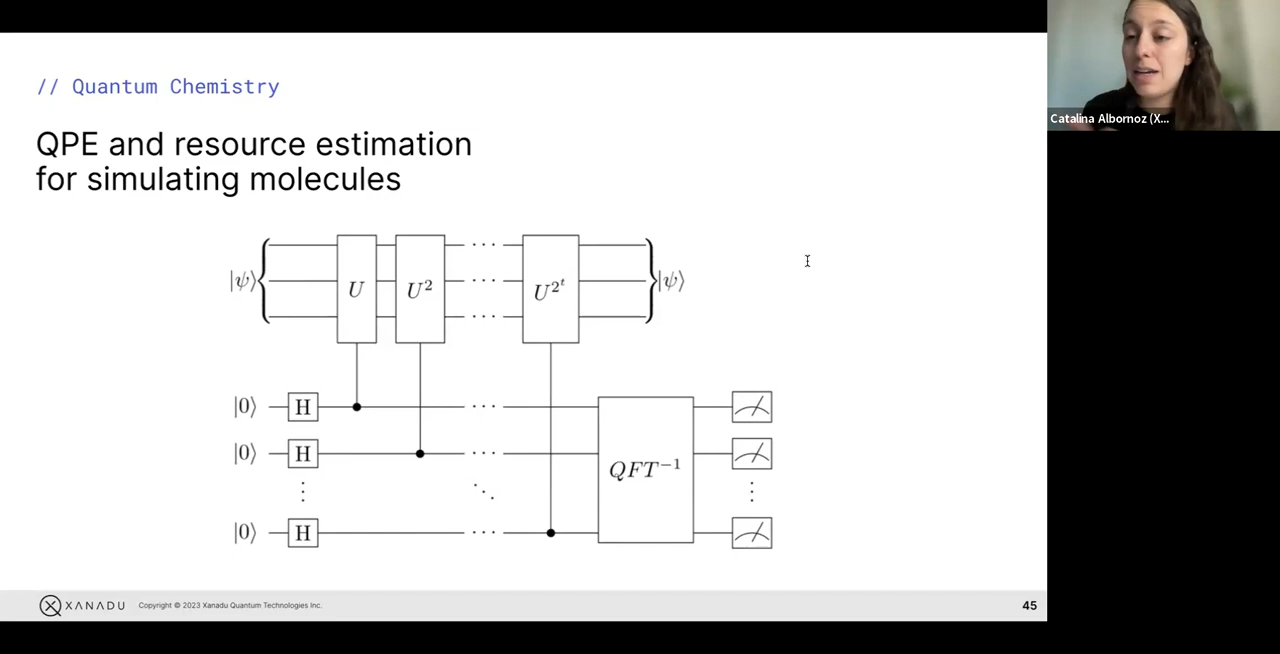 // Quantum Chemistry
QPE and resource estimation
for simulating molecules
|ψ⟩ U U² ··· U^{2^t} |ψ⟩
|0⟩ H ···
|0⟩ H ··· QFT⁻¹
|0⟩ H ···
XANADU Copyright © 2023 Xanadu Quantum Technologies Inc. 45
Catalina Albornoz (X...